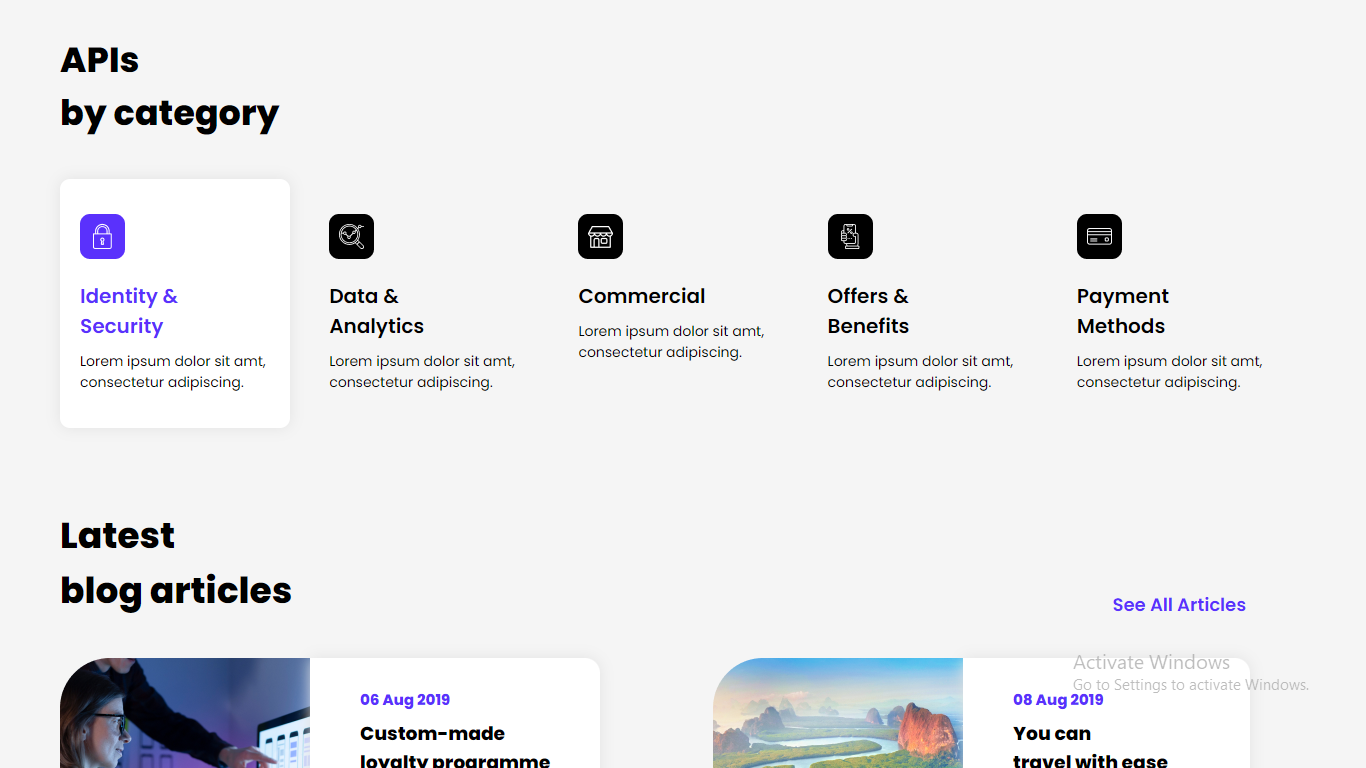 APIs
by category
Identity &
Security
Lorem ipsum dolor sit amt,
consectetur adipiscing.
Data &
Analytics
Lorem ipsum dolor sit amt,
consectetur adipiscing.
Commercial
Lorem ipsum dolor sit amt,
consectetur adipiscing.
Offers &
Benefits
Lorem ipsum dolor sit amt,
consectetur adipiscing.
Payment
Methods
Lorem ipsum dolor sit amt,
consectetur adipiscing.
Latest
blog articles
See All Articles
06 Aug 2019
Custom-made
loyalty programme
08 Aug 2019
You can
travel with ease
Activate Windows
Go to Settings to activate Windows.